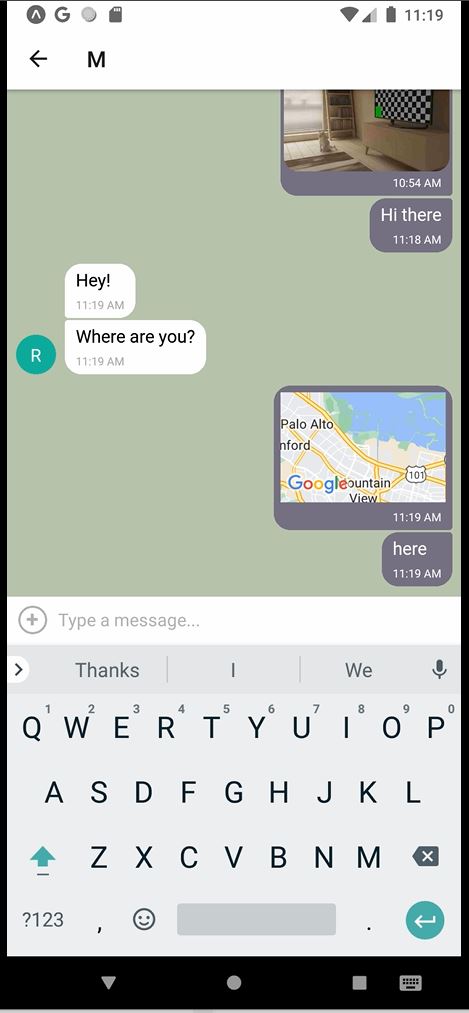 11:19
M
10:54 AM
Hi there
11:18 AM
Hey!
11:19 AM
Where are you?
11:19 AM
R
Palo Alto
nford
101
Google
ountain
View
11:19 AM
here
11:19 AM
Type a message...
Thanks I We
1 2 3 4 5 6 7 8 9 0
Q W E R T Y U I O P
A S D F G H J K L
Z X C V B N M
?123 , .